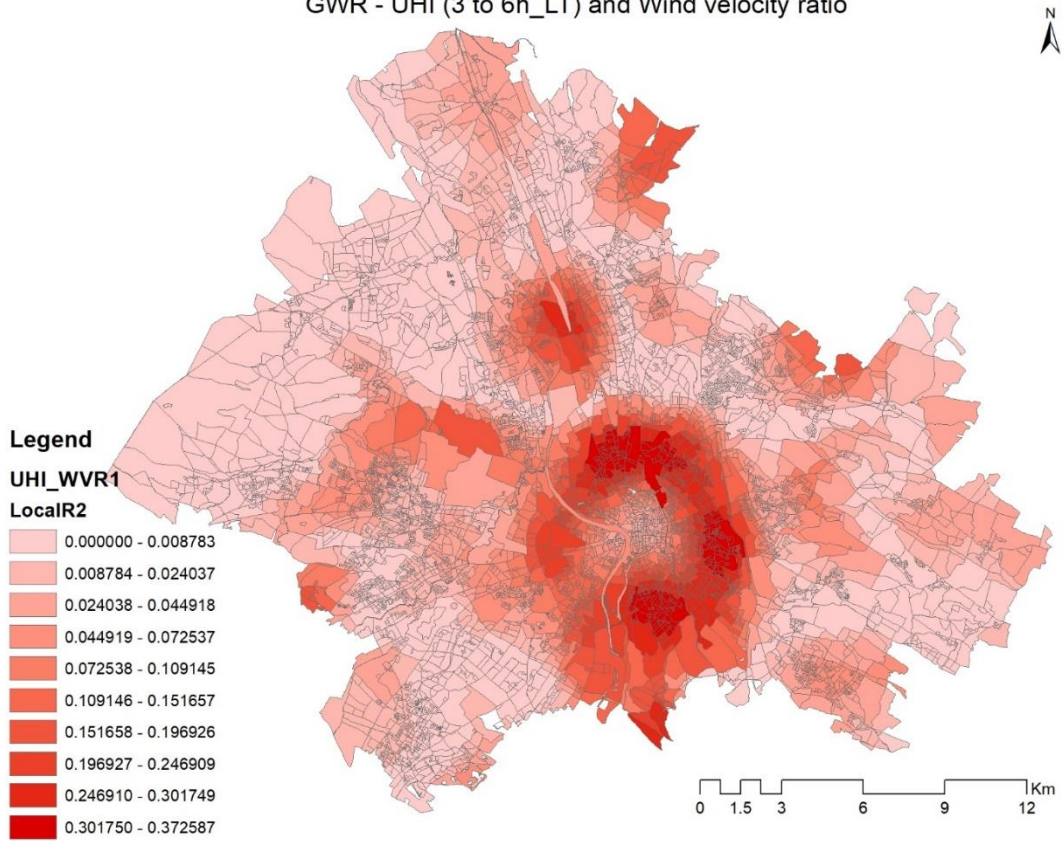 GWR - UHI (3 to 6h_LT) and Wind velocity ratio
N
Legend
UHI_WVR1
LocalR2
0.000000 - 0.008783
0.008784 - 0.024037
0.024038 - 0.044918
0.044919 - 0.072537
0.072538 - 0.109145
0.109146 - 0.151657
0.151658 - 0.196926
0.196927 - 0.246909
0.246910 - 0.301749
0.301750 - 0.372587
Km
0 1.5 3 6 9 12